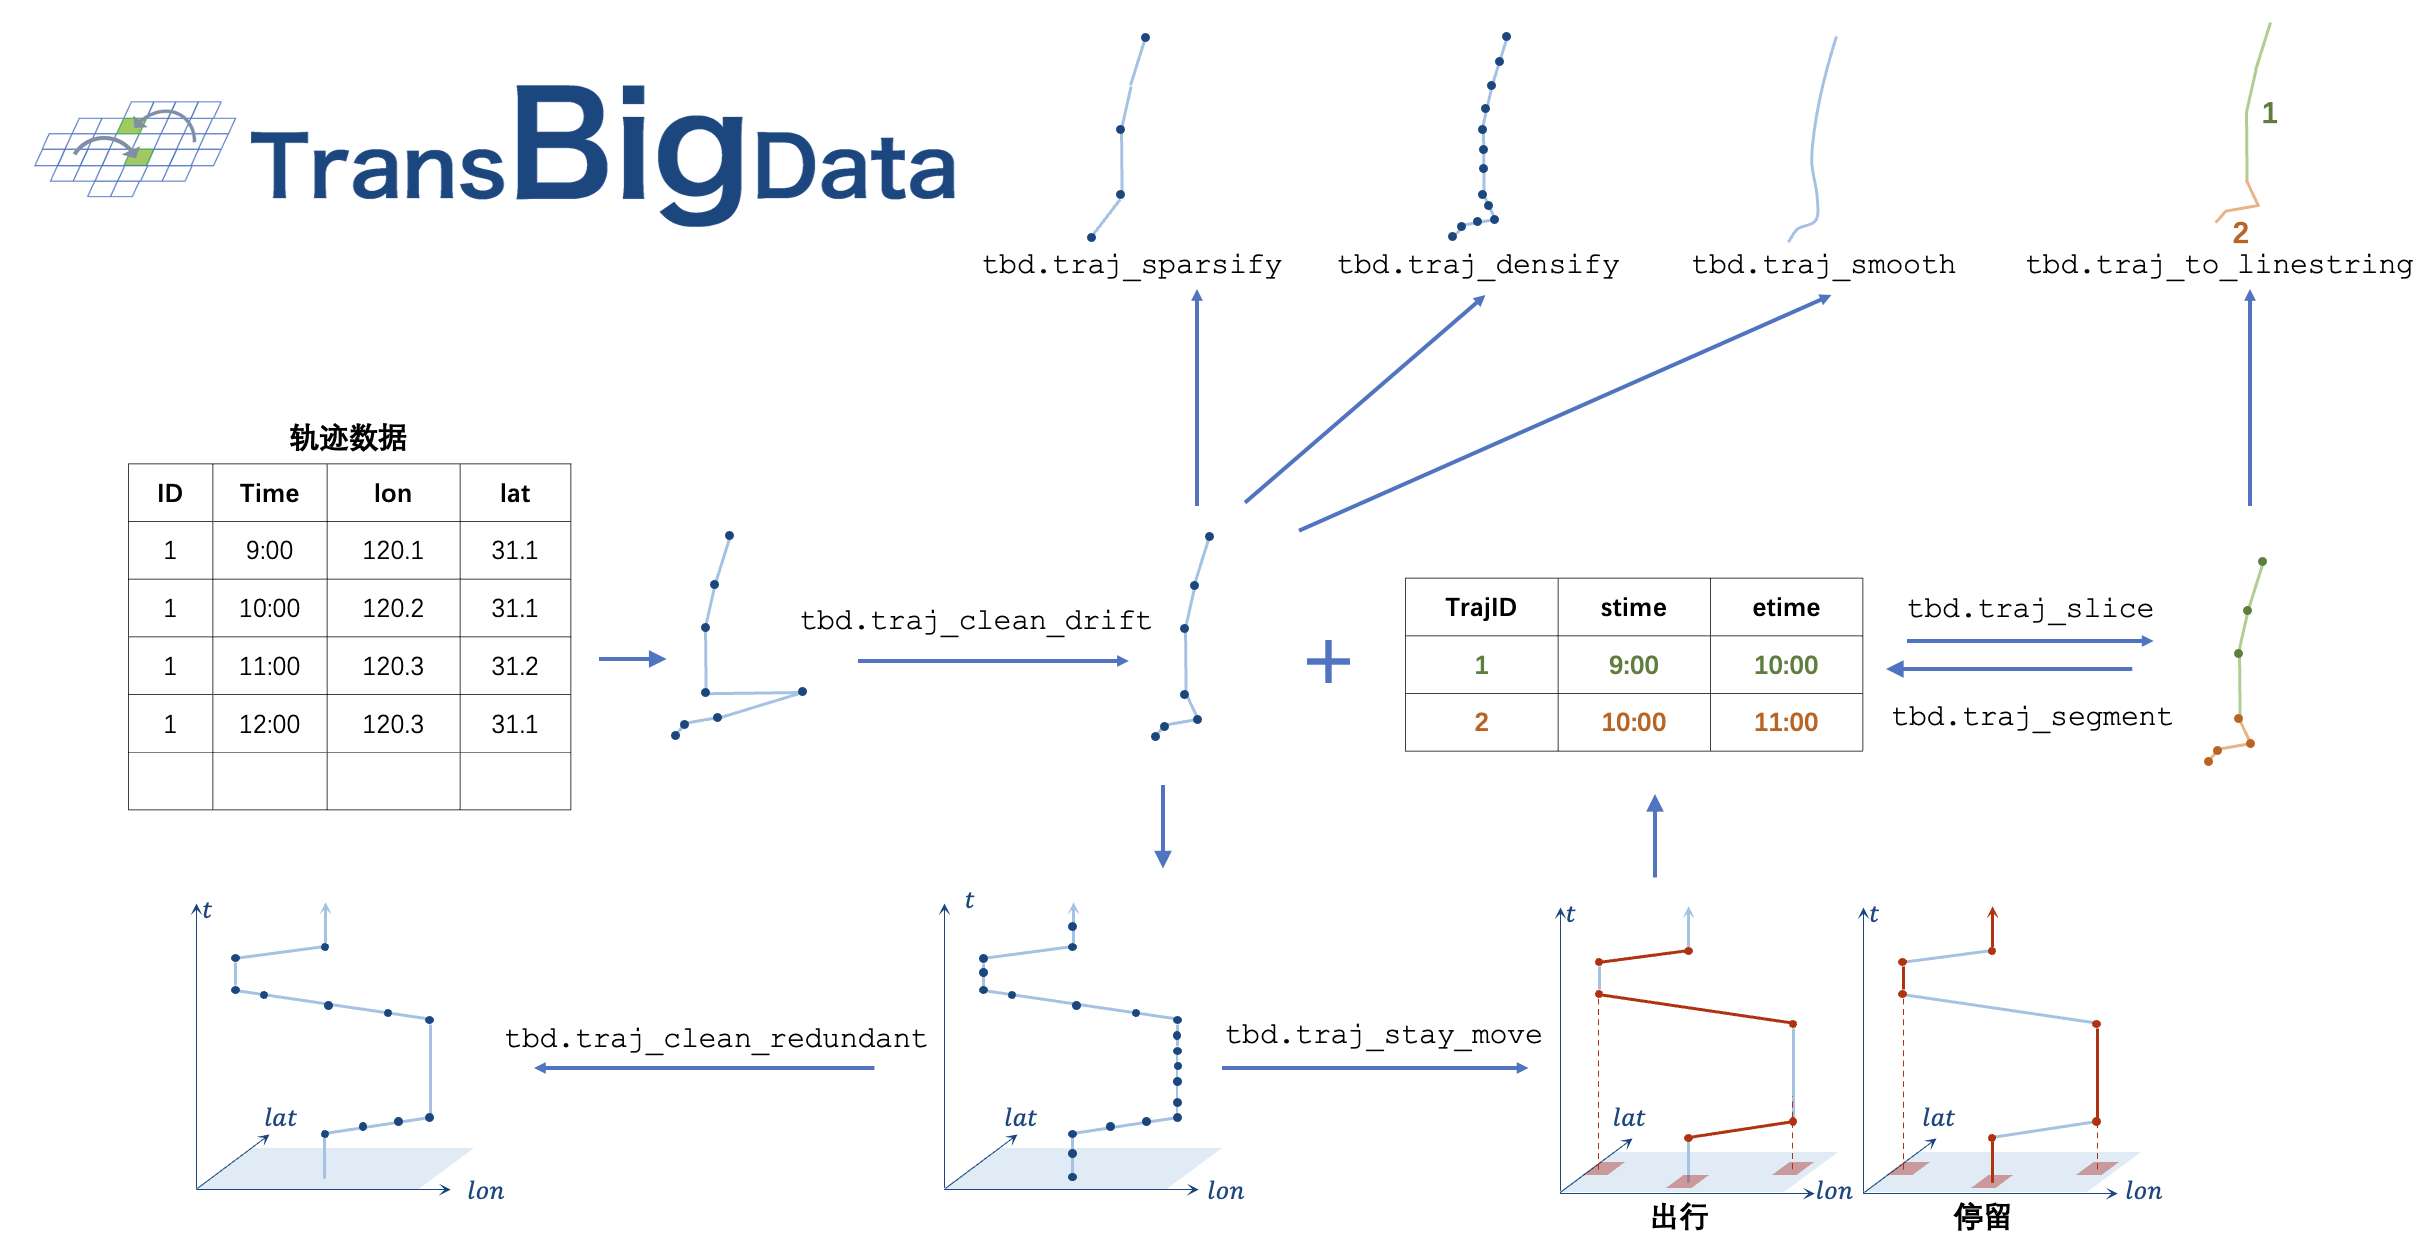 TransBigData
tbd.traj_sparsify
tbd.traj_densify
tbd.traj_smooth
1
2
tbd.traj_to_linestring
轨迹数据
ID Time lon lat
1 9:00 120.1 31.1
1 10:00 120.2 31.1
1 11:00 120.3 31.2
1 12:00 120.3 31.1
tbd.traj_clean_drift
+
TrajID stime etime
1 9:00 10:00
2 10:00 11:00
tbd.traj_slice
tbd.traj_segment
t
lat
lon
tbd.traj_clean_redundant
t
lat
lon
tbd.traj_stay_move
t
lat
lon
出行
t
lat
lon
停留